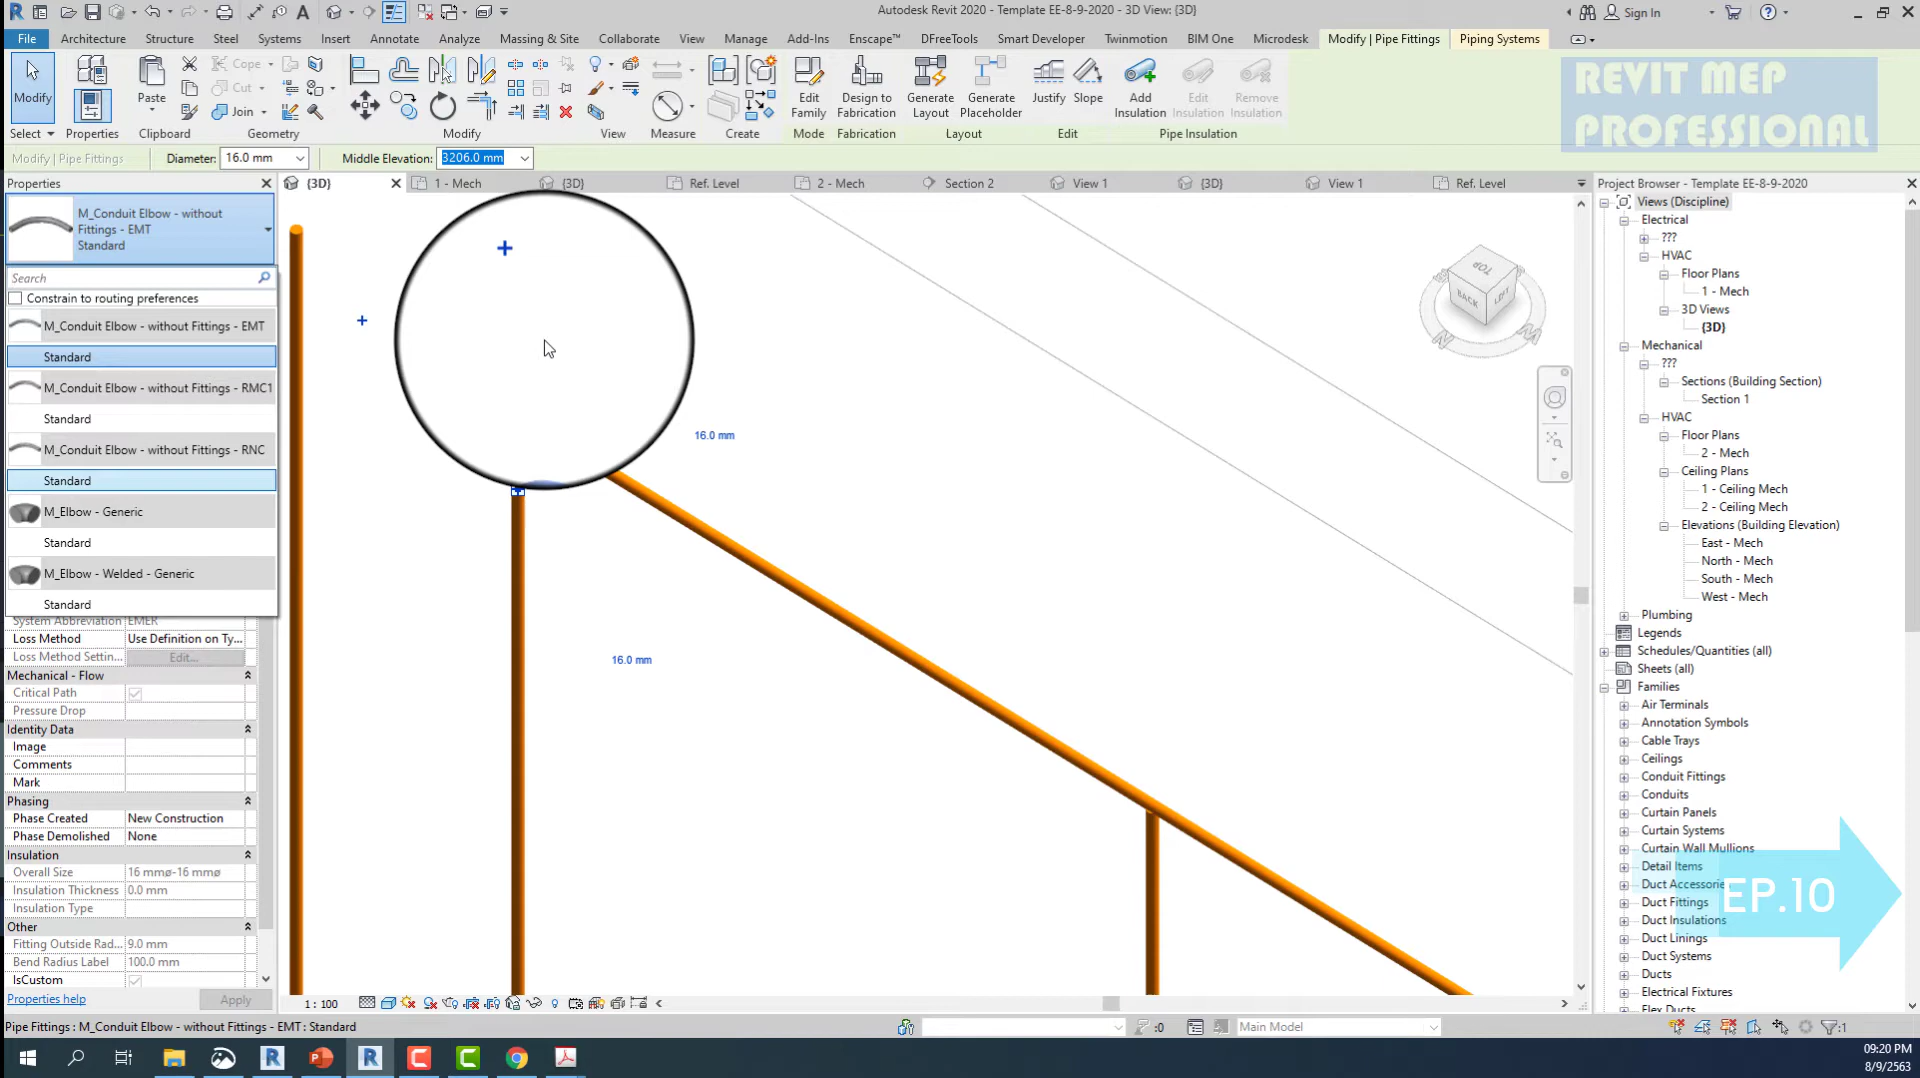 Autodesk Revit 2020 - Template EE-8-9-2020 - 3D View: {3D}
Sign In
File Architecture Structure Steel Systems Insert Annotate Analyze Massing & Site Collaborate View Manage Add-Ins Enscape™ DFreeTools Smart Developer Twinmotion BIM One Microdesk Modify | Pipe Fittings Piping Systems
Modify
Paste
Cope
Cut
Join
Edit Family
Design to Fabrication
Generate Layout
Generate Placeholder
Justify
Slope
Add Insulation
Edit Insulation
Remove Insulation
Select Properties Clipboard Geometry Modify View Measure Create Mode Fabrication Layout Edit Pipe Insulation
REVIT MEP
PROFESSIONAL
Modify | Pipe Fittings Diameter: 16.0 mm Middle Elevation: 3206.0 mm
Properties
{3D} 1 - Mech {3D} Ref. Level 2 - Mech Section 2 View 1 {3D} View 1 Ref. Level
M_Conduit Elbow - without
Fittings - EMT
Standard
Search
Constrain to routing preferences
M_Conduit Elbow - without Fittings - EMT
Standard
M_Conduit Elbow - without Fittings - RMC1
Standard
M_Conduit Elbow - without Fittings - RNC
Standard
M_Elbow - Generic
Standard
M_Elbow - Welded - Generic
Standard
System Abbreviation EMER
Loss Method Use Definition on Ty...
Loss Method Settin... Edit...
Mechanical - Flow
Critical Path
Pressure Drop
Identity Data
Image
Comments
Mark
Phasing
Phase Created New Construction
Phase Demolished None
Insulation
Overall Size 16 mmø-16 mmø
Insulation Thickness 0.0 mm
Insulation Type
Other
Fitting Outside Rad... 9.0 mm
Bend Radius Label 100.0 mm
IsCustom
Properties help Apply
16.0 mm
16.0 mm
TOP
BACK
LEFT
1 : 100
Project Browser - Template EE-8-9-2020
Views (Discipline)
Electrical
???
HVAC
Floor Plans
1 - Mech
3D Views
{3D}
Mechanical
???
Sections (Building Section)
Section 1
HVAC
Floor Plans
2 - Mech
Ceiling Plans
1 - Ceiling Mech
2 - Ceiling Mech
Elevations (Building Elevation)
East - Mech
North - Mech
South - Mech
West - Mech
Plumbing
Legends
Schedules/Quantities (all)
Sheets (all)
Families
Air Terminals
Annotation Symbols
Cable Trays
Ceilings
Conduit Fittings
Conduits
Curtain Panels
Curtain Systems
Curtain Wall Mullions
Detail Items
Duct Accessories
Duct Fittings
Duct Insulations
Duct Linings
Duct Systems
Ducts
Electrical Fixtures
Flex Ducts
EP.10
Pipe Fittings : M_Conduit Elbow - without Fittings - EMT : Standard
:0
Main Model
:1
09:20 PM
8/9/2563